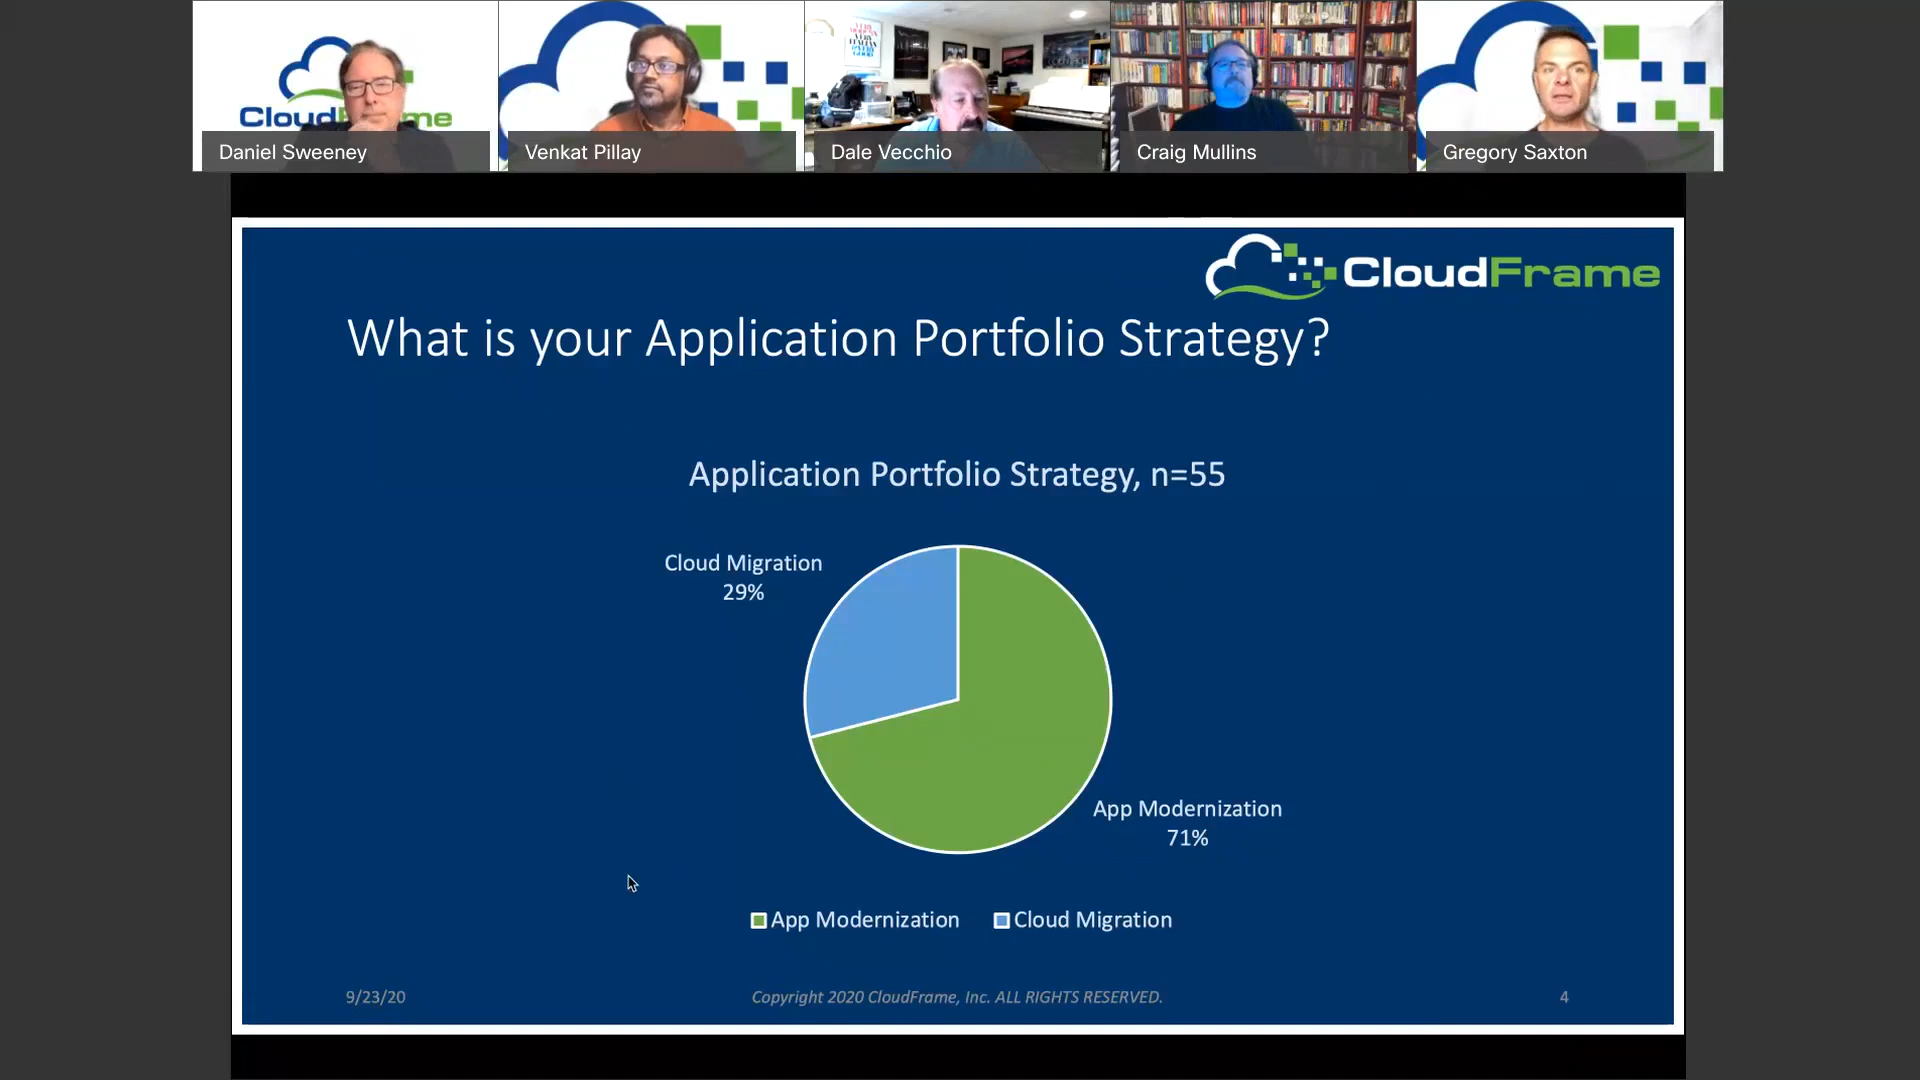 CloudFrame
Daniel Sweeney
Venkat Pillay
Dale Vecchio
Craig Mullins
Gregory Saxton
CloudFrame
What is your Application Portfolio Strategy?
Application Portfolio Strategy, n=55
Cloud Migration
29%
App Modernization
71%
App Modernization
Cloud Migration
9/23/20
Copyright 2020 CloudFrame, Inc. ALL RIGHTS RESERVED.
4